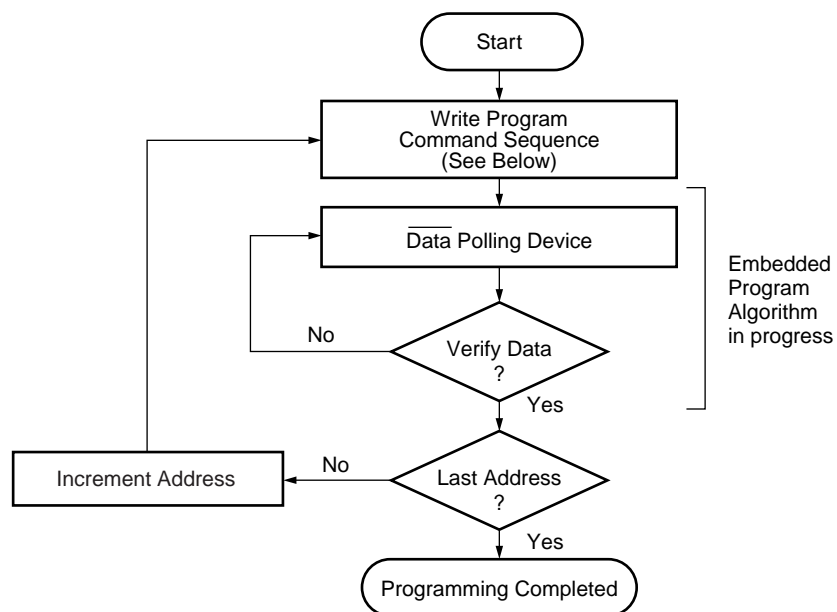 Start
Write Program
Command Sequence
(See Below)
Data Polling Device
Embedded
Program
Algorithm
in progress
No
Verify Data
?
Yes
Increment Address
No
Last Address
?
Yes
Programming Completed